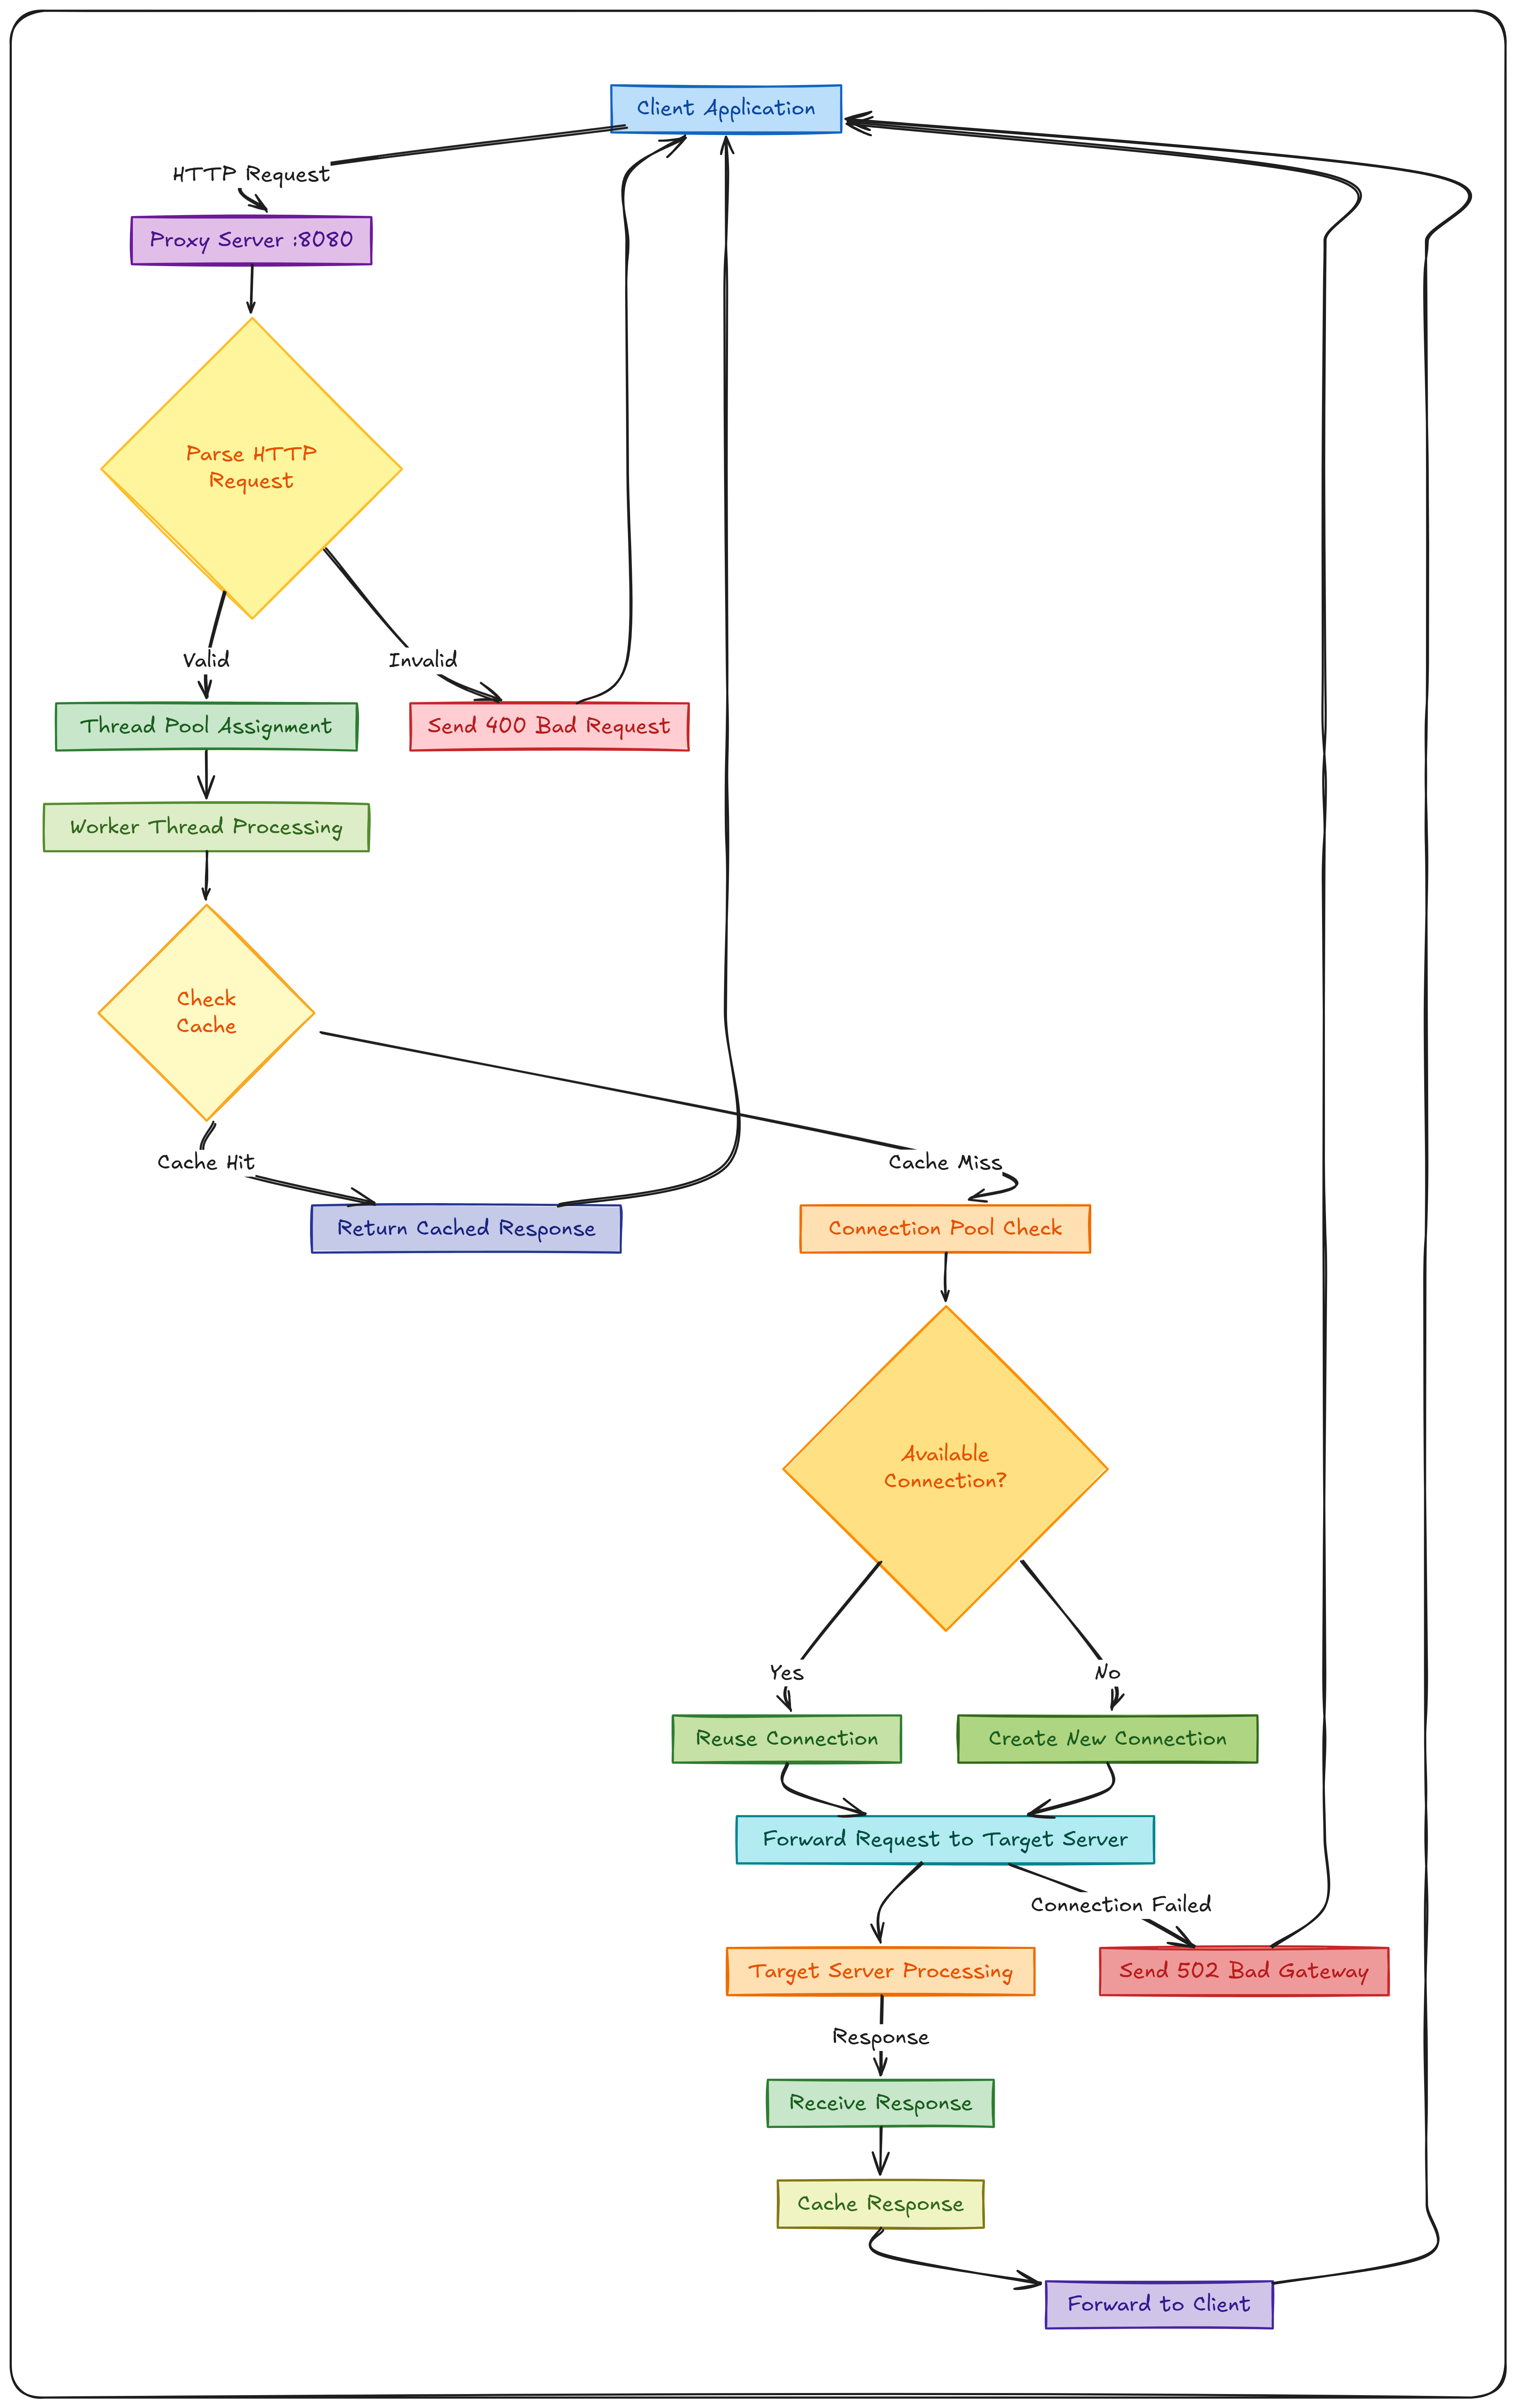 Client Application
HTTP Request
Proxy Server :8080
Parse HTTP
Request
Valid
Invalid
Thread Pool Assignment
Send 400 Bad Request
Worker Thread Processing
Check
Cache
Cache Hit
Cache Miss
Return Cached Response
Connection Pool Check
Available
Connection?
Yes
No
Reuse Connection
Create New Connection
Forward Request to Target Server
Connection Failed
Target Server Processing
Send 502 Bad Gateway
Response
Receive Response
Cache Response
Forward to Client